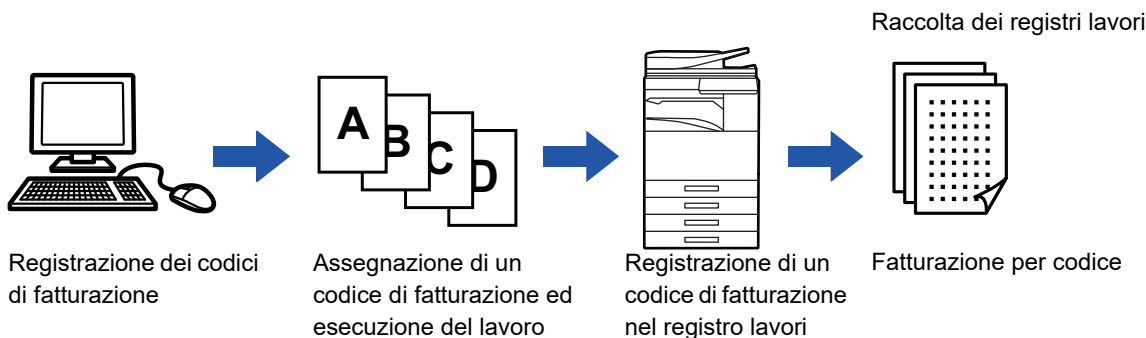 Raccolta dei registri lavori
A
B
C
D
Registrazione dei codici
di fatturazione
Assegnazione di un
codice di fatturazione ed
esecuzione del lavoro
Registrazione di un
codice di fatturazione
nel registro lavori
Fatturazione per codice